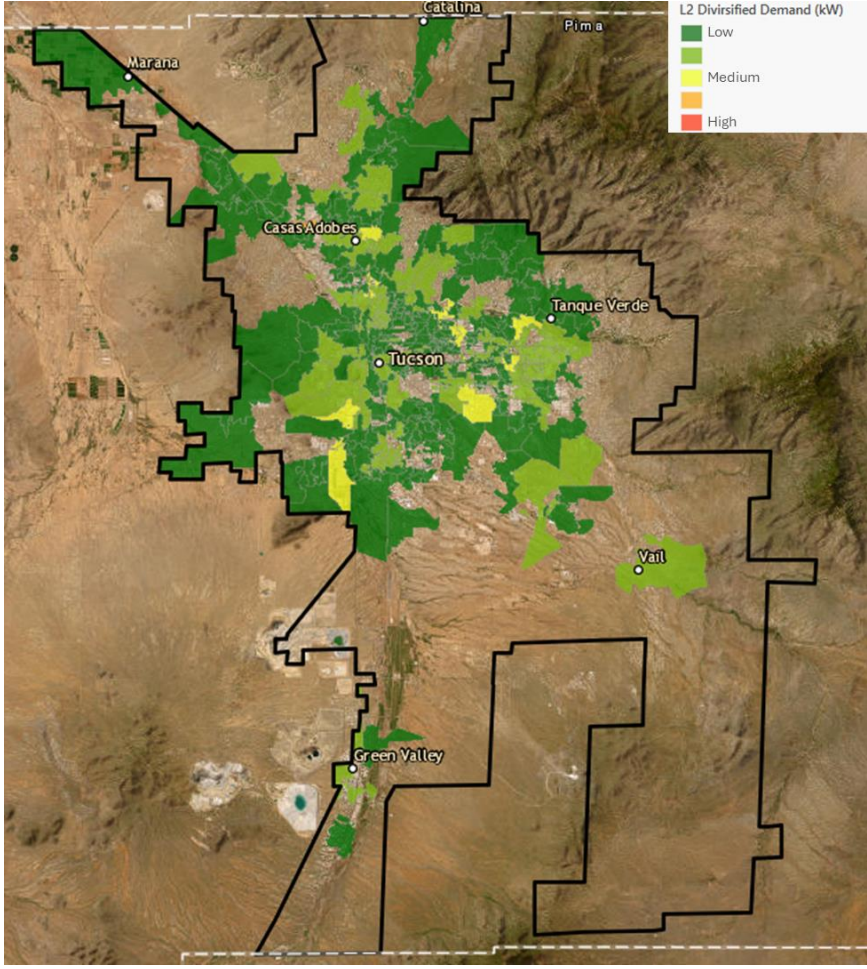 Catalina
Pima
L2 Divirsified Demand (kW)
Low
Medium
High
Marana
Casas Adobes
Tanque Verde
Tucson
Vail
Green Valley